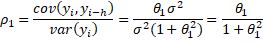 ρ₁ = cov(yᵢ, yᵢ₋ₕ) / var(yᵢ) = θ₁σ² / σ²(1 + θ₁²) = θ₁ / 1 + θ₁²